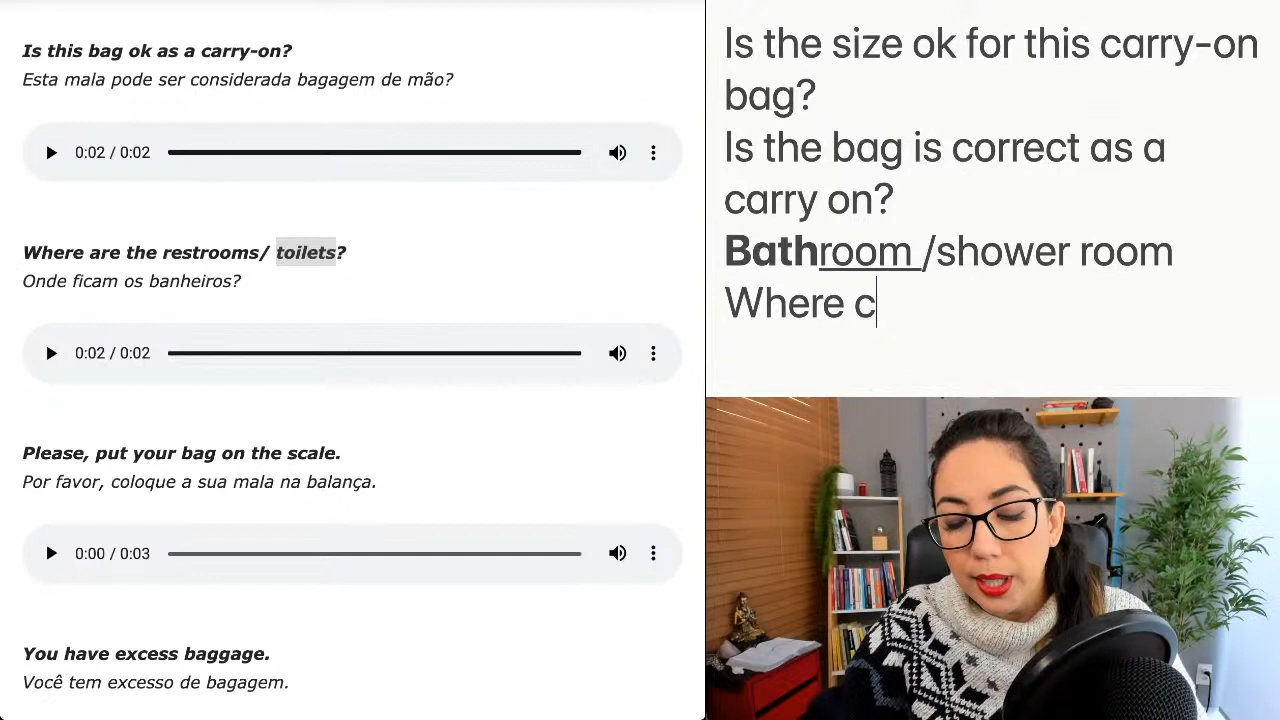 Is this bag ok as a carry-on?
Esta mala pode ser considerada bagagem de mão?
0:02 / 0:02
Where are the restrooms/ toilets?
Onde ficam os banheiros?
0:02 / 0:02
Please, put your bag on the scale.
Por favor, coloque a sua mala na balança.
0:00 / 0:03
You have excess baggage.
Você tem excesso de bagagem.
Is the size ok for this carry-on
bag?
Is the bag is correct as a
carry on?
Bathroom /shower room
Where c